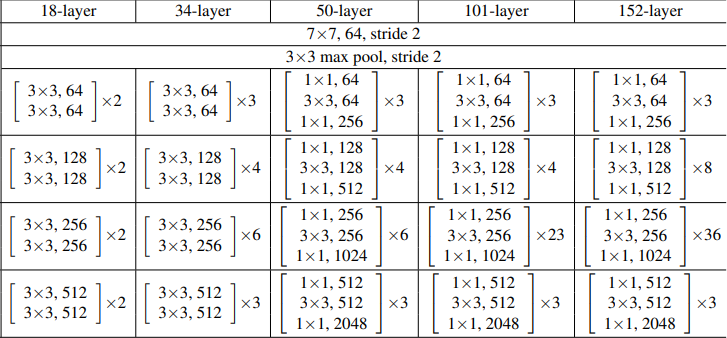 18-layer 34-layer 50-layer 101-layer 152-layer
7×7, 64, stride 2
3×3 max pool, stride 2
[3×3, 64
3×3, 64]×2 [3×3, 64
3×3, 64]×3 [1×1, 64
3×3, 64
1×1, 256]×3 [1×1, 64
3×3, 64
1×1, 256]×3 [1×1, 64
3×3, 64
1×1, 256]×3
[3×3, 128
3×3, 128]×2 [3×3, 128
3×3, 128]×4 [1×1, 128
3×3, 128
1×1, 512]×4 [1×1, 128
3×3, 128
1×1, 512]×4 [1×1, 128
3×3, 128
1×1, 512]×8
[3×3, 256
3×3, 256]×2 [3×3, 256
3×3, 256]×6 [1×1, 256
3×3, 256
1×1, 1024]×6 [1×1, 256
3×3, 256
1×1, 1024]×23 [1×1, 256
3×3, 256
1×1, 1024]×36
[3×3, 512
3×3, 512]×2 [3×3, 512
3×3, 512]×3 [1×1, 512
3×3, 512
1×1, 2048]×3 [1×1, 512
3×3, 512
1×1, 2048]×3 [1×1, 512
3×3, 512
1×1, 2048]×3